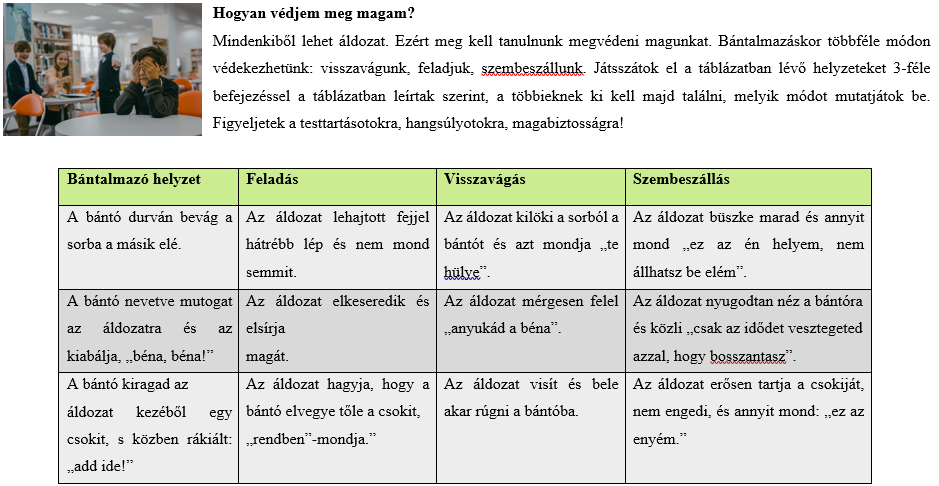 Hogyan védjem meg magam?
Mindenkiből lehet áldozat. Ezért meg kell tanulnunk megvédeni magunkat. Bántalmazáskor többféle módon
védekezhetünk: visszavágunk, feladjuk, szembeszállunk. Játsszátok el a táblázatban lévő helyzeteket 3-féle
befejezéssel a táblázatban leírtak szerint, a többieknek ki kell majd találni, melyik módot mutatjátok be.
Figyeljetek a testtartásotokra, hangsúlyotokra, magabiztosságra!
Bántalmazó helyzet
Feladás
Visszavágás
Szembeszállás
A bántó durván bevág a
sorba a másik elé.
Az áldozat lehajtott fejjel
hátrébb lép és nem mond
semmit.
Az áldozat kilöki a sorból a
bántót és azt mondja „te
hülye”.
Az áldozat büszke marad és annyit
mond „ez az én helyem, nem
állhatsz be elém”.
A bántó nevetve mutogat
az áldozatra és az
kiabálja, „béna, béna!”
Az áldozat elkeseredik és
elsírja
magát.
Az áldozat mérgesen felel
„anyukád a béna”.
Az áldozat nyugodtan néz a bántóra
és közli „csak az idődet vesztegeted
azzal, hogy bosszantasz”.
A bántó kiragad az
áldozat kezéből egy
csokit, s közben rákiált:
„add ide!”
Az áldozat hagyja, hogy a
bántó elvegye tőle a csokit,
„rendben”-mondja.”
Az áldozat visít és bele
akar rúgni a bántóba.
Az áldozat erősen tartja a csokiját,
nem engedi, és annyit mond: „ez az
enyém.”